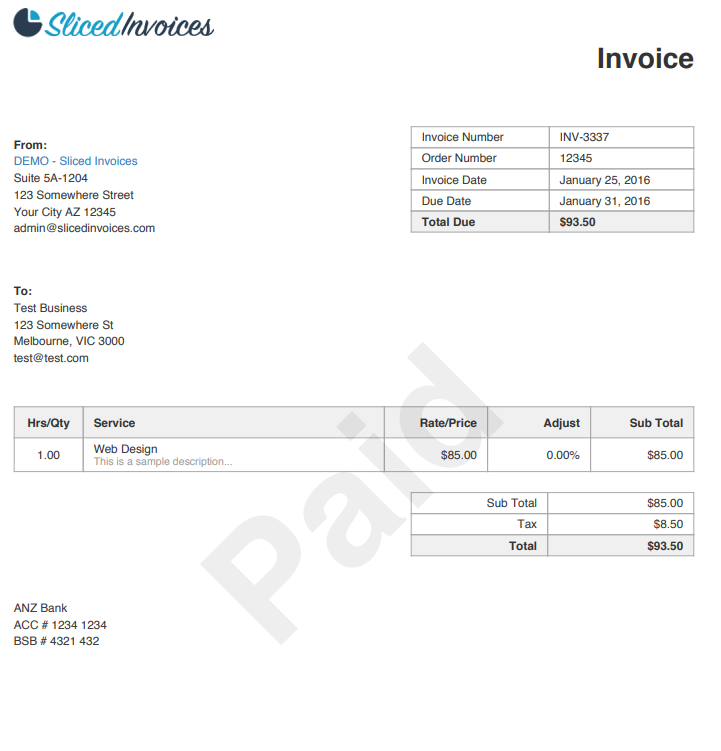 Sliced Invoices
Invoice
From:
DEMO - Sliced Invoices
Suite 5A-1204
123 Somewhere Street
Your City AZ 12345
admin@slicedinvoices.com
Invoice Number INV-3337
Order Number 12345
Invoice Date January 25, 2016
Due Date January 31, 2016
Total Due $93.50
To:
Test Business
123 Somewhere St
Melbourne, VIC 3000
test@test.com
Paid
Hrs/Qty Service Rate/Price Adjust Sub Total
1.00 Web Design $85.00 0.00% $85.00
This is a sample description...
Sub Total $85.00
Tax $8.50
Total $93.50
ANZ Bank
ACC # 1234 1234
BSB # 4321 432